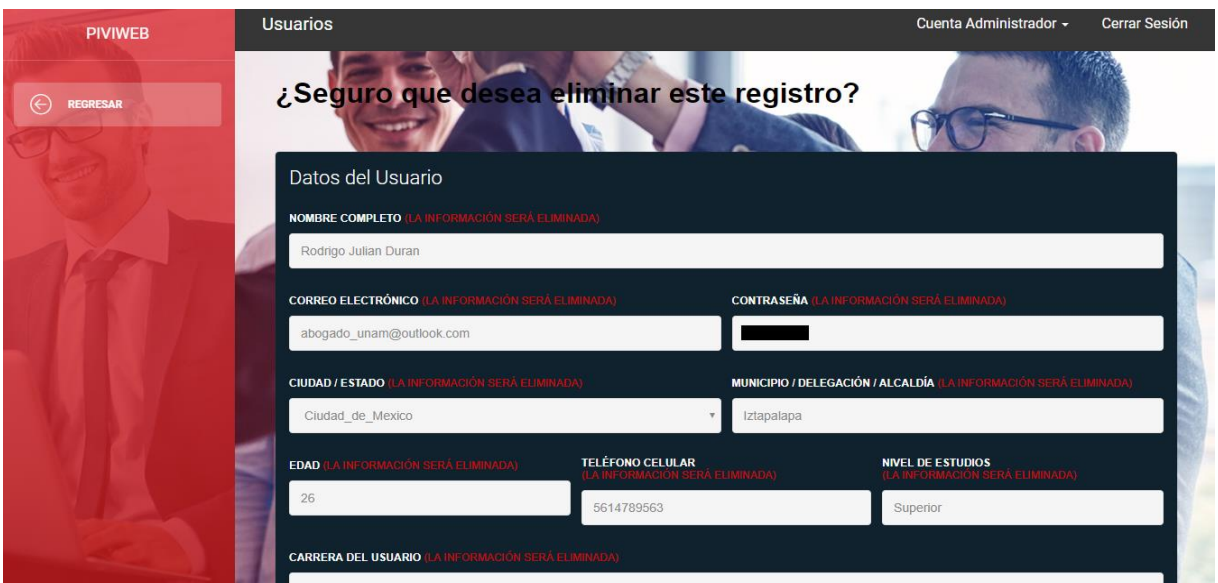 PIVIWEB
Usuarios
Cuenta Administrador
Cerrar Sesión
REGRESAR
¿Seguro que desea eliminar este registro?
Datos del Usuario
NOMBRE COMPLETO (LA INFORMACIÓN SERÁ ELIMINADA)
Rodrigo Julian Duran
CORREO ELECTRÓNICO (LA INFORMACIÓN SERÁ ELIMINADA)
CONTRASEÑA (LA INFORMACIÓN SERÁ ELIMINADA)
abogado_unam@outlook.com
CIUDAD / ESTADO (LA INFORMACIÓN SERÁ ELIMINADA)
MUNICIPIO / DELEGACIÓN / ALCALDÍA (LA INFORMACIÓN SERÁ ELIMINADA)
Ciudad_de_Mexico
Iztapalapa
EDAD (LA INFORMACIÓN SERÁ ELIMINADA)
TELÉFONO CELULAR
(LA INFORMACIÓN SERÁ ELIMINADA)
NIVEL DE ESTUDIOS
(LA INFORMACIÓN SERÁ ELIMINADA)
26
5614789563
Superior
CARRERA DEL USUARIO (LA INFORMACIÓN SERÁ ELIMINADA)